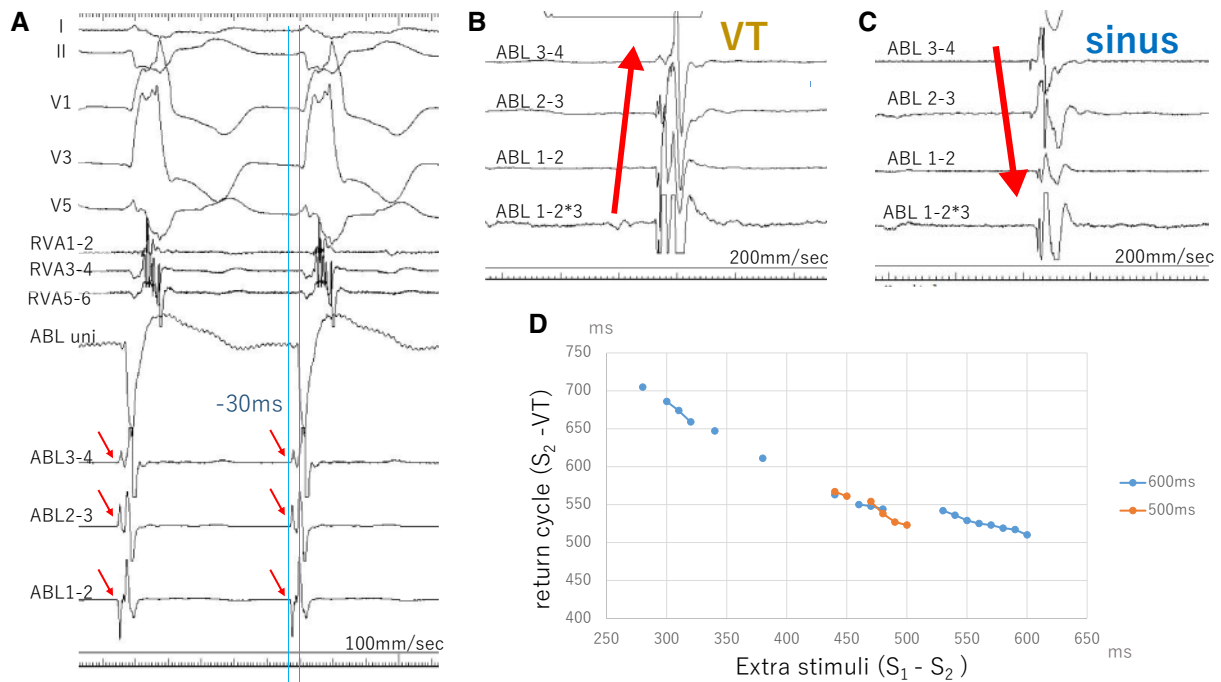 A
I
II
V1
V3
V5
RVA1-2
RVA3-4
RVA5-6
ABL uni
-30ms
ABL3-4
ABL2-3
ABL1-2
100mm/sec
B
VT
ABL 3-4
ABL 2-3
ABL 1-2
ABL 1-2*3
200mm/sec
C
sinus
ABL 3-4
ABL 2-3
ABL 1-2
ABL 1-2*3
200mm/sec
D
ms
750
700
650
600
550
500
450
400
return cycle (S2 -VT)
250 300 350 400 450 500 550 600 650
ms
Extra stimuli (S1 - S2 )
600ms
500ms